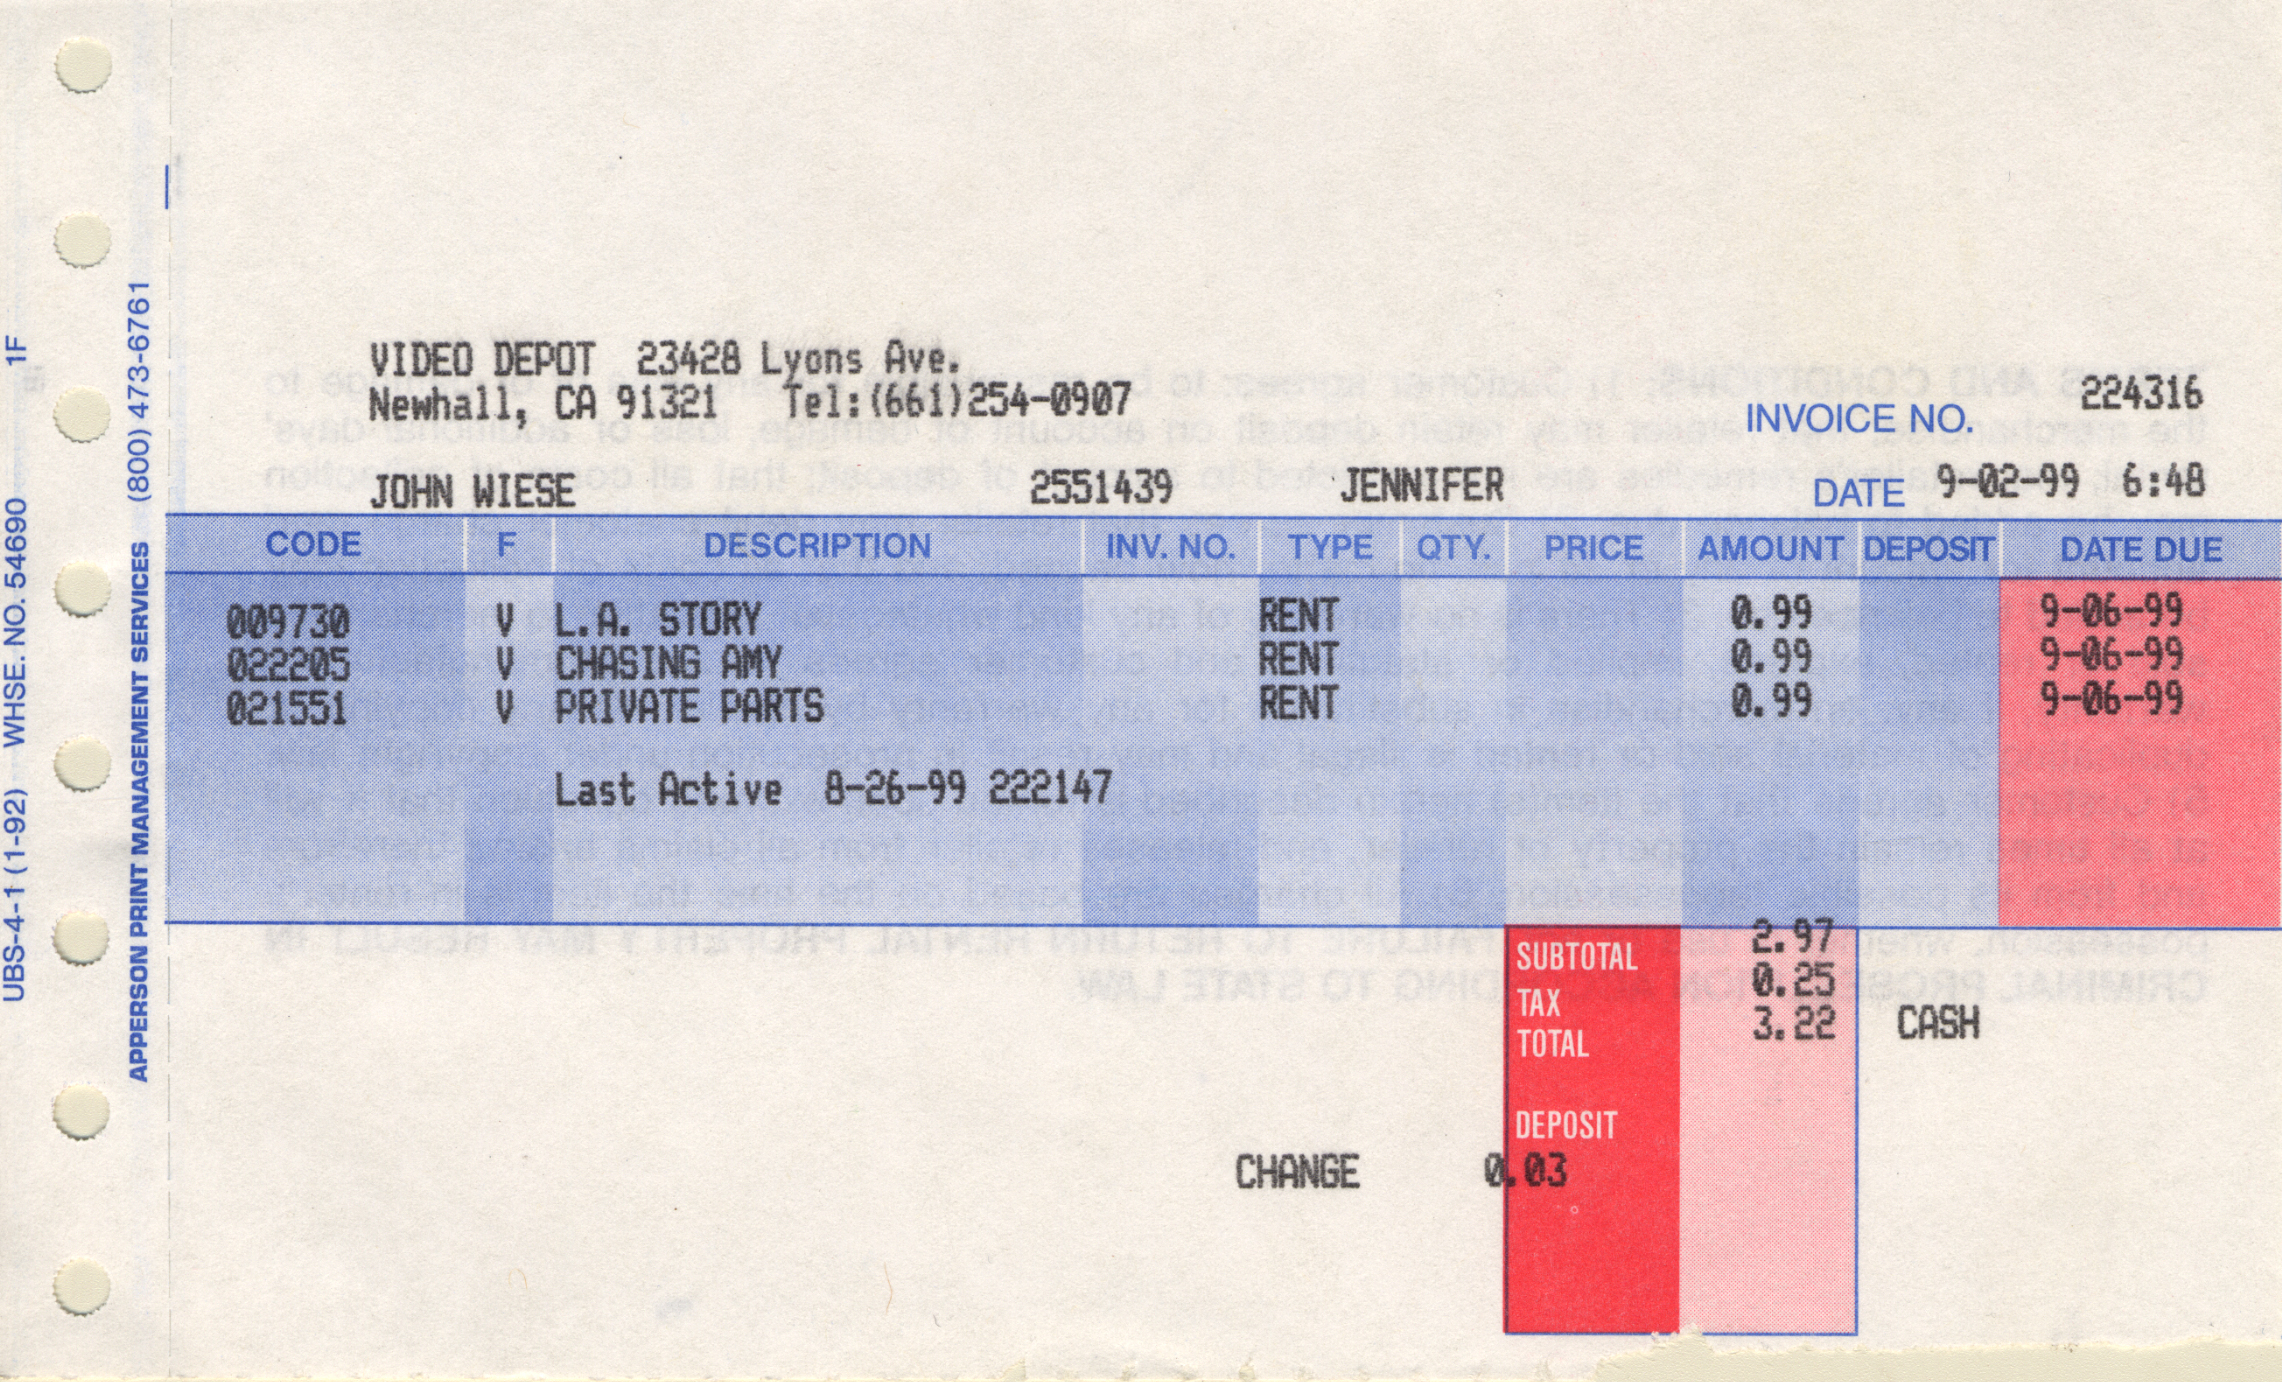 VIDEO DEPOT 23428 Lyons Ave.
Newhall, CA 91321 Tel:(661)254-0907
INVOICE NO. 224316
JOHN WIESE 2551439 JENNIFER DATE 9-02-99 6:48
CODE F DESCRIPTION INV. NO. TYPE QTY. PRICE AMOUNT DEPOSIT DATE DUE
009730 V L.A. STORY RENT 0.99 9-06-99
022205 V CHASING AMY RENT 0.99 9-06-99
021551 V PRIVATE PARTS RENT 0.99 9-06-99
Last Active 8-26-99 222147
SUBTOTAL 2.97
TAX 0.25
TOTAL 3.22 CASH
DEPOSIT
CHANGE 0.03
UBS-4-1 (1-92) WHSE. NO. 54690 1F
APPERSON PRINT MANAGEMENT SERVICES (800) 473-6761